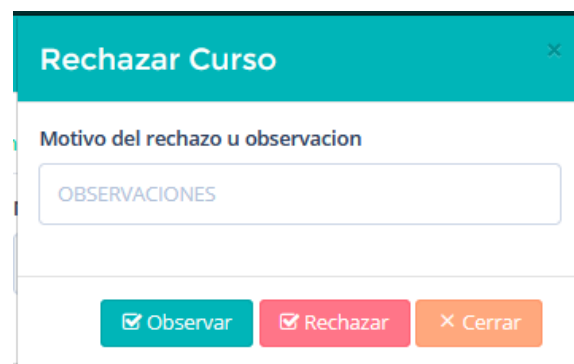 Rechazar Curso
×
Motivo del rechazo u observacion
OBSERVACIONES
Observar
Rechazar
× Cerrar